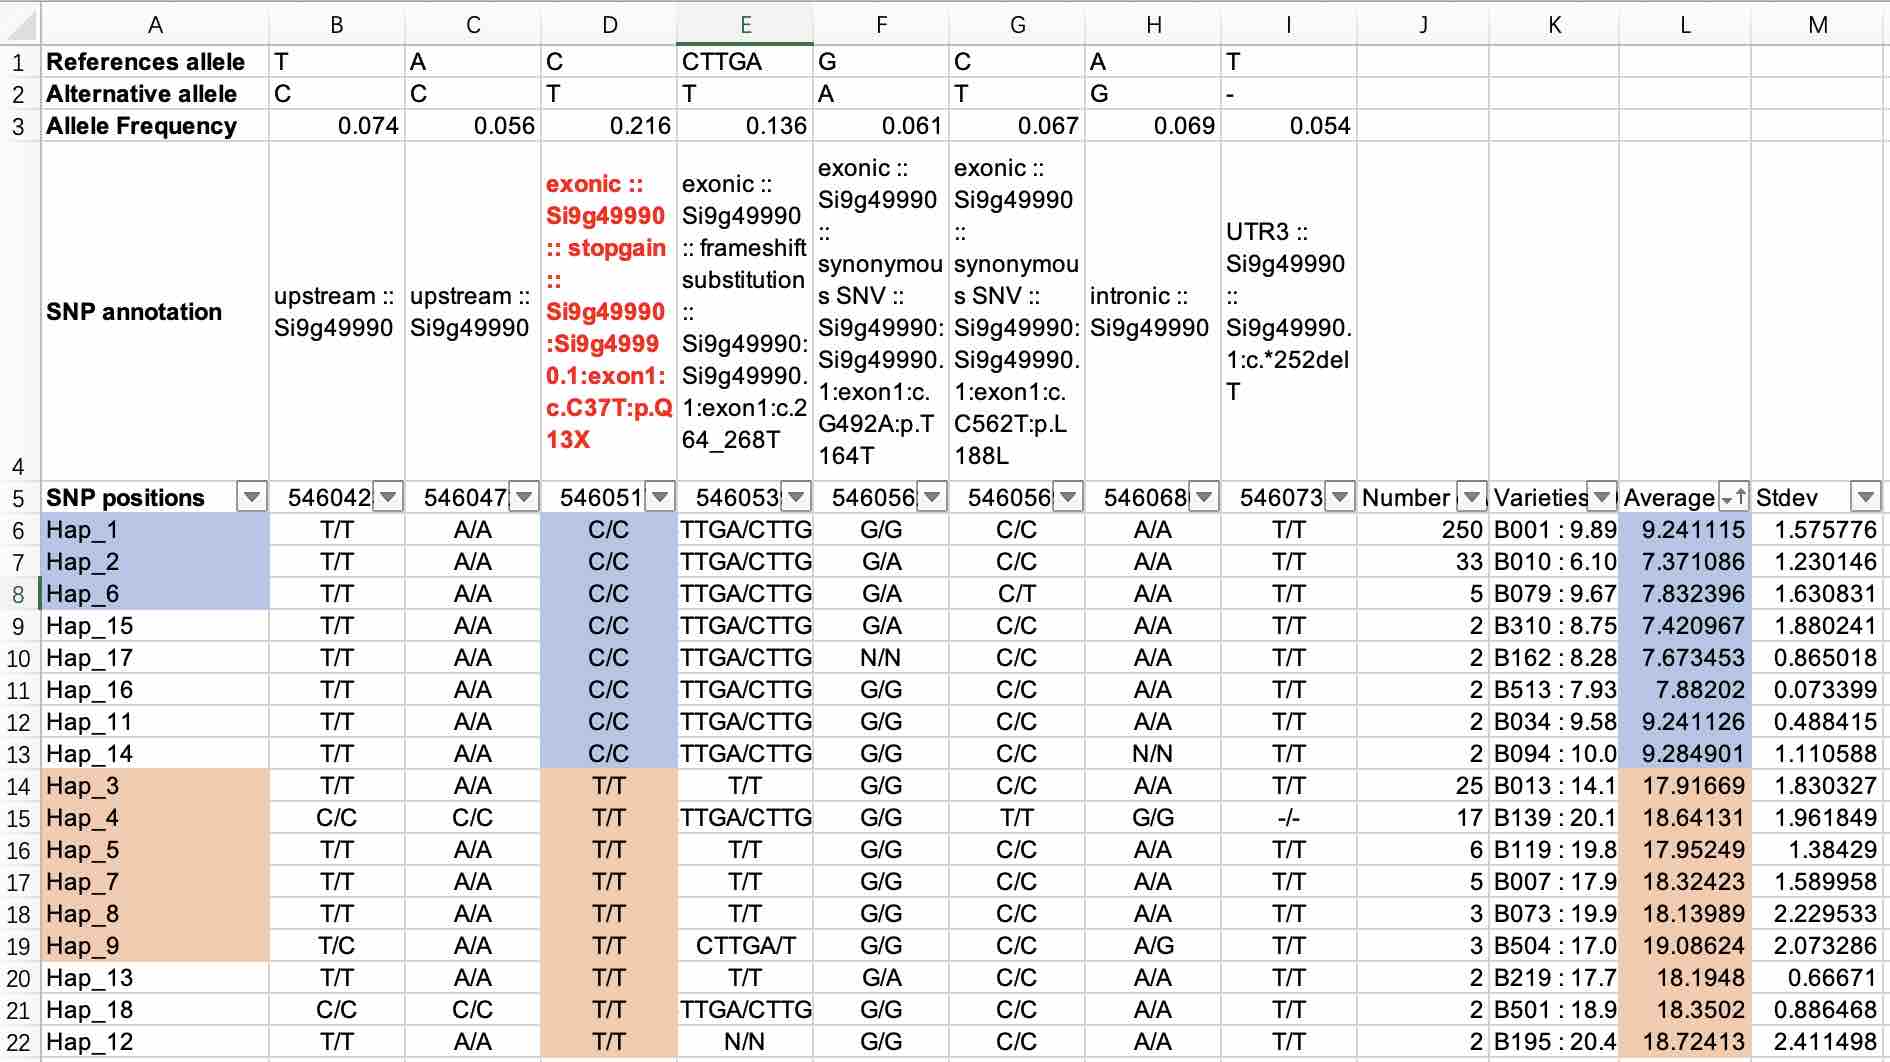 A B C D E F G H I J K L M
1 References allele T A C CTTGA G C A T
2 Alternative allele C C T T A T G -
3 Allele Frequency 0.074 0.056 0.216 0.136 0.061 0.067 0.069 0.054
4 SNP annotation
upstream ::
Si9g49990
upstream ::
Si9g49990
exonic ::
Si9g49990
:: stopgain
::
Si9g49990
:Si9g4999
0.1:exon1:
c.C37T:p.Q
13X
exonic ::
Si9g49990
:: frameshift
substitution
::
Si9g49990:
Si9g49990.
1:exon1:c.2
64_268T
exonic ::
Si9g49990
::
synonymou
s SNV ::
Si9g49990:
Si9g49990.
1:exon1:c.
G492A:p.T
164T
exonic ::
Si9g49990
::
synonymou
s SNV ::
Si9g49990:
Si9g49990.
1:exon1:c.
C562T:p.L
188L
intronic ::
Si9g49990
UTR3 ::
Si9g49990
::
Si9g49990.
1:c.*252del
T
5 SNP positions 546042 546047 546051 546053 546056 546056 546068 546073 Number Varieties Average Stdev
6 Hap_1 T/T A/A C/C TTGA/CTTG G/G C/C A/A T/T 250 B001 : 9.89 9.241115 1.575776
7 Hap_2 T/T A/A C/C TTGA/CTTG G/A C/C A/A T/T 33 B010 : 6.10 7.371086 1.230146
8 Hap_6 T/T A/A C/C TTGA/CTTG G/A C/T A/A T/T 5 B079 : 9.67 7.832396 1.630831
9 Hap_15 T/T A/A C/C TTGA/CTTG G/A C/C A/A T/T 2 B310 : 8.75 7.420967 1.880241
10 Hap_17 T/T A/A C/C TTGA/CTTG N/N C/C A/A T/T 2 B162 : 8.28 7.673453 0.865018
11 Hap_16 T/T A/A C/C TTGA/CTTG G/G C/C A/A T/T 2 B513 : 7.93 7.88202 0.073399
12 Hap_11 T/T A/A C/C TTGA/CTTG G/G C/C A/A T/T 2 B034 : 9.58 9.241126 0.488415
13 Hap_14 T/T A/A C/C TTGA/CTTG G/G C/C N/N T/T 2 B094 : 10.0 9.284901 1.110588
14 Hap_3 T/T A/A T/T T/T G/G C/C A/A T/T 25 B013 : 14.1 17.91669 1.830327
15 Hap_4 C/C C/C T/T TTGA/CTTG G/G T/T G/G -/- 17 B139 : 20.1 18.64131 1.961849
16 Hap_5 T/T A/A T/T T/T G/G C/C A/A T/T 6 B119 : 19.8 17.95249 1.38429
17 Hap_7 T/T A/A T/T T/T G/G C/C A/A T/T 5 B007 : 17.9 18.32423 1.589958
18 Hap_8 T/T A/A T/T T/T G/G C/C A/A T/T 3 B073 : 19.9 18.13989 2.229533
19 Hap_9 T/C A/A T/T CTTGA/T G/G C/C A/G T/T 3 B504 : 17.0 19.08624 2.073286
20 Hap_13 T/T A/A T/T T/T G/A C/C A/A T/T 2 B219 : 17.7 18.1948 0.66671
21 Hap_18 C/C C/C T/T TTGA/CTTG G/G C/C A/A T/T 2 B501 : 18.9 18.3502 0.886468
22 Hap_12 T/T A/A T/T N/N G/G C/C A/A T/T 2 B195 : 20.4 18.72413 2.411498